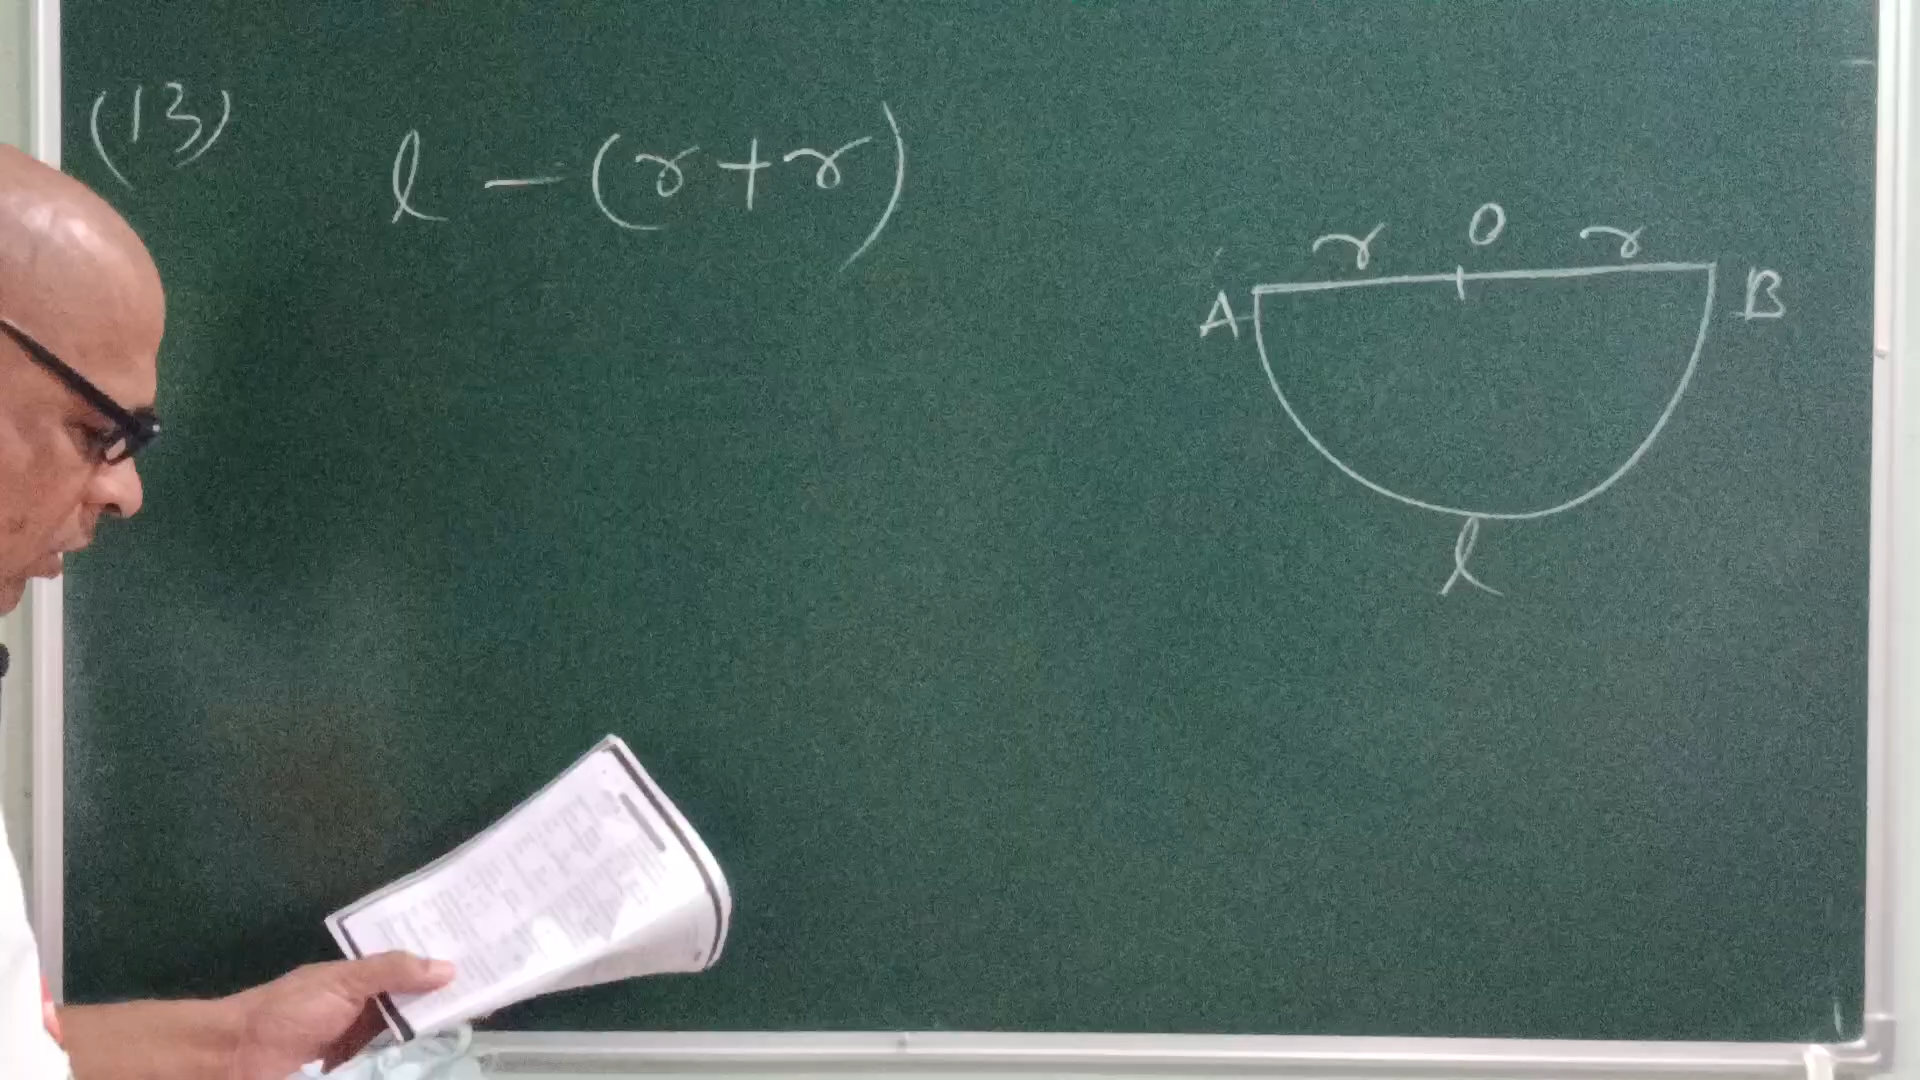 (13)
l - (r + r)
r O r
A B
l